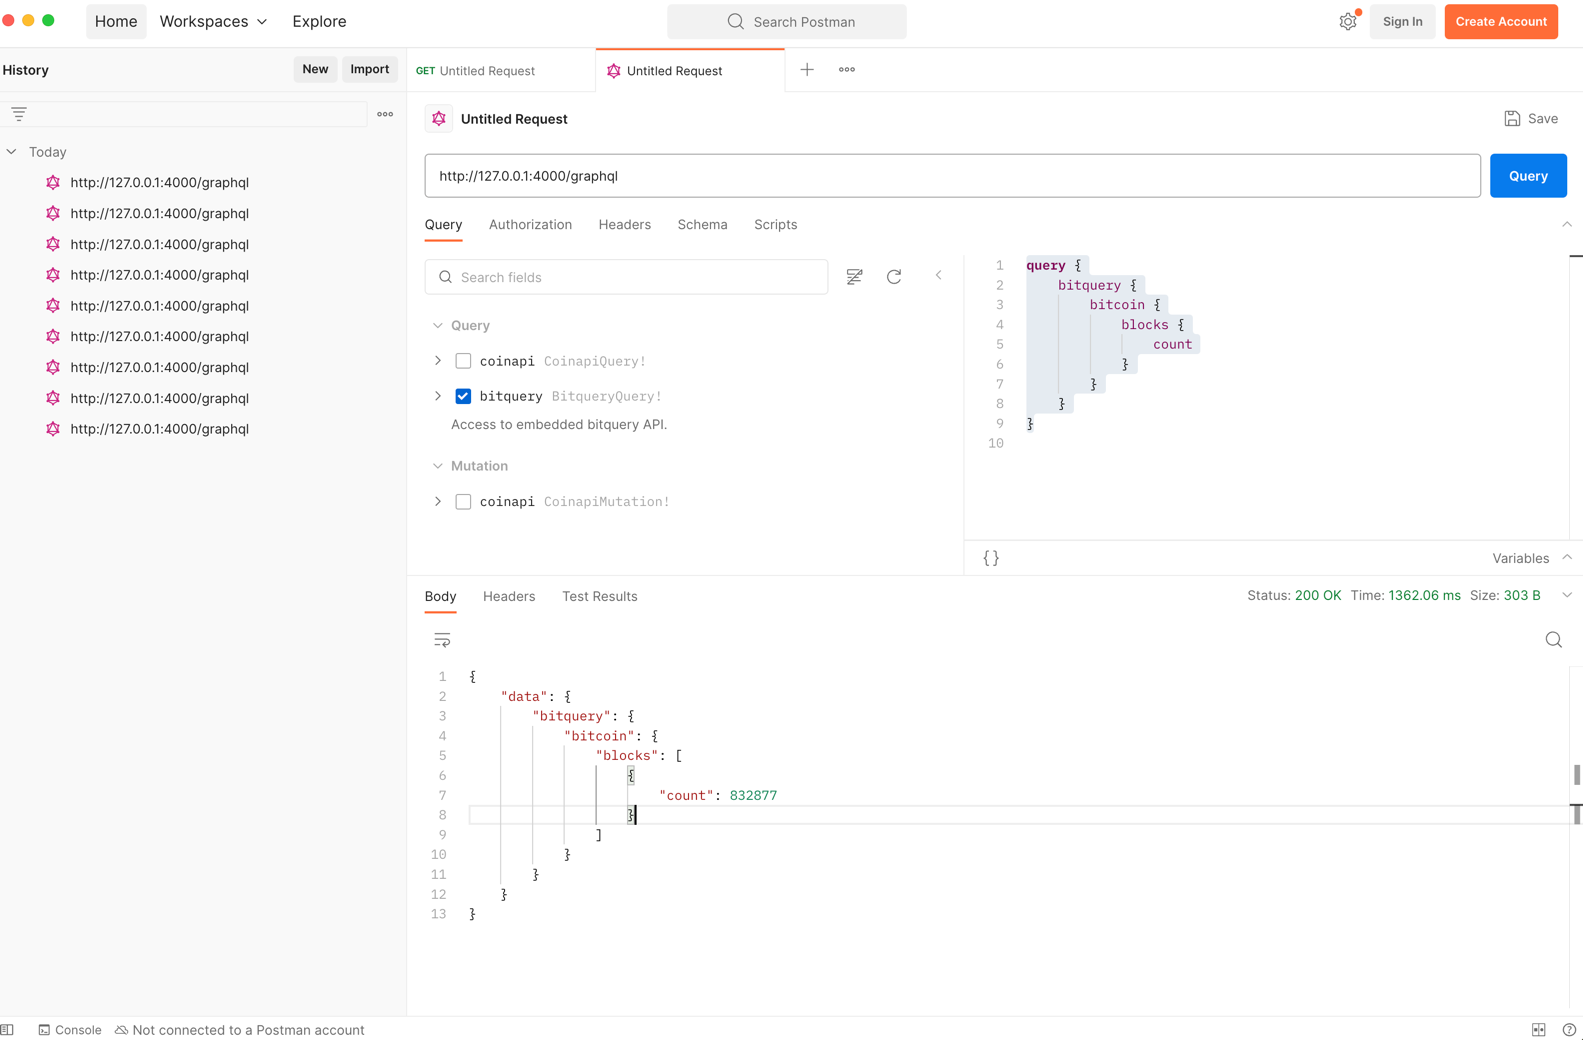 Home Workspaces Explore Search Postman Sign In Create Account
History New Import GET Untitled Request Untitled Request
Untitled Request Save
Today
http://127.0.0.1:4000/graphql
http://127.0.0.1:4000/graphql
http://127.0.0.1:4000/graphql
http://127.0.0.1:4000/graphql
http://127.0.0.1:4000/graphql
http://127.0.0.1:4000/graphql
http://127.0.0.1:4000/graphql
http://127.0.0.1:4000/graphql
http://127.0.0.1:4000/graphql
http://127.0.0.1:4000/graphql Query
Query Authorization Headers Schema Scripts
Search fields
Query
coinapi CoinapiQuery!
bitquery BitqueryQuery!
Access to embedded bitquery API.
Mutation
coinapi CoinapiMutation!
1 query {
2 bitquery {
3 bitcoin {
4 blocks {
5 count
6 }
7 }
8 }
9 }
10
{} Variables
Body Headers Test Results Status: 200 OK Time: 1362.06 ms Size: 303 B
1 {
2 "data": {
3 "bitquery": {
4 "bitcoin": {
5 "blocks": [
6 {
7 "count": 832877
8 }
9 ]
10 }
11 }
12 }
13 }
Console Not connected to a Postman account